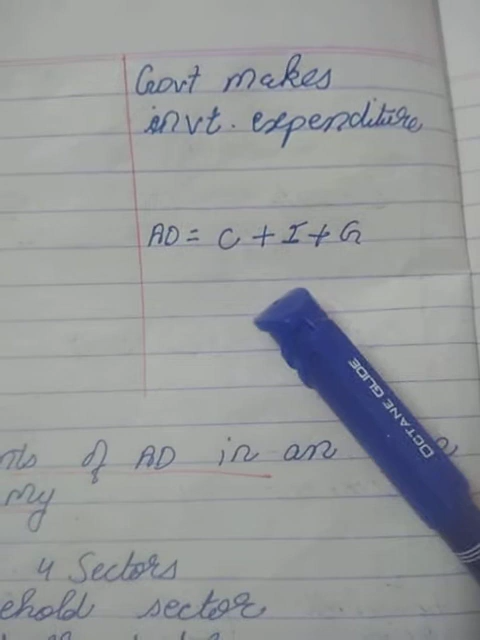 Govt makes
invt. expenditure
AD = C + I + G
OCTANE GLIDE
of AD in an
my
4 Sectors
ehold sector